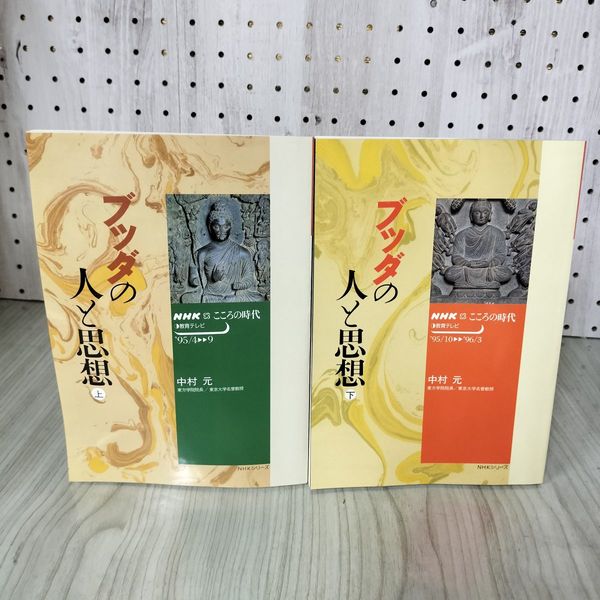 ブッダの
人と思想
上
NHK こころの時代
教育テレビ
'95/4▶▶9
中村 元
東方学院院長/東京大学名誉教授
NHKシリーズ
ブッダの
人と思想
下
NHK こころの時代
教育テレビ
'95/10▶▶'96/3
中村 元
東方学院院長/東京大学名誉教授
NHKシリーズ